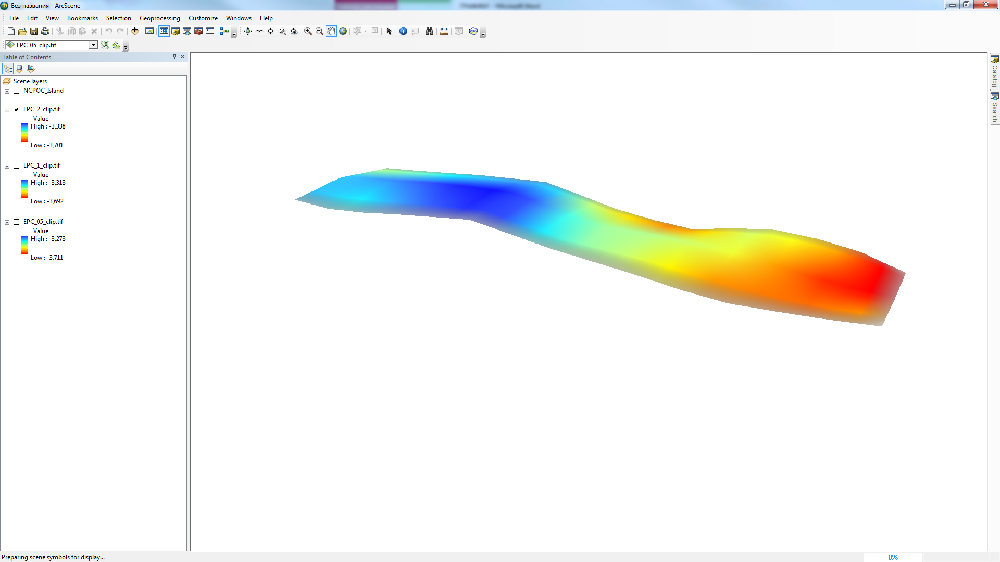 Без названия - ArcScene
File Edit View Bookmarks Selection Geoprocessing Customize Windows Help
EPC_05_clip.tif
Table of Contents
Scene layers
NCPOC_Island
EPC_2_clip.tif
Value
High : -3,338
Low : -3,701
EPC_1_clip.tif
Value
High : -3,313
Low : -3,692
EPC_05_clip.tif
Value
High : -3,273
Low : -3,711
Catalog
Search
Preparing scene symbols for display...
0%